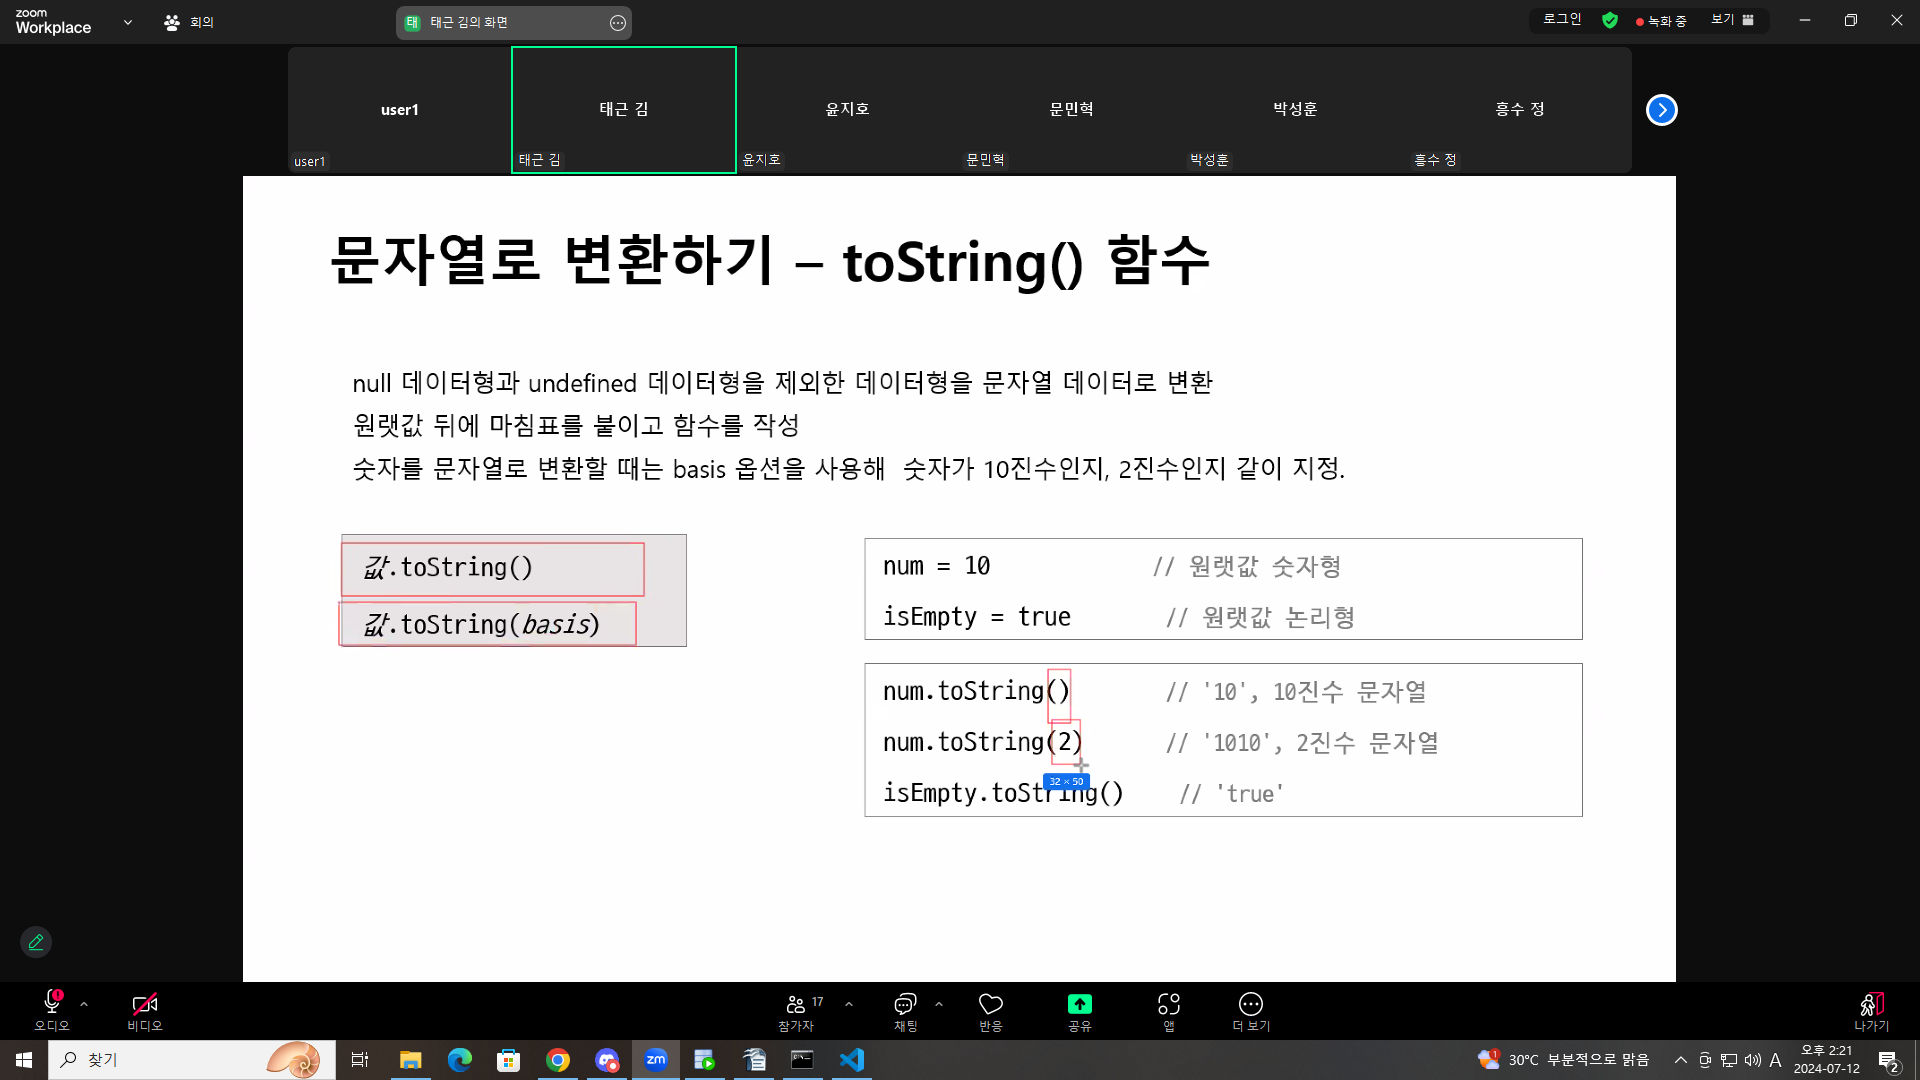 zoom
Workplace
회의
태 태근 김의 화면
로그인
녹화 중
보기
user1
태근 김
윤지호
문민혁
박성훈
흥수 정
user1
태근 김
윤지호
문민혁
박성훈
흥수 정
문자열로 변환하기 – toString() 함수
null 데이터형과 undefined 데이터형을 제외한 데이터형을 문자열 데이터로 변환
원랫값 뒤에 마침표를 붙이고 함수를 작성
숫자를 문자열로 변환할 때는 basis 옵션을 사용해 숫자가 10진수인지, 2진수인지 같이 지정.
값.toString()
값.toString(basis)
num = 10 // 원랫값 숫자형
isEmpty = true // 원랫값 논리형
num.toString() // '10', 10진수 문자열
num.toString(2) // '1010', 2진수 문자열
32 × 50
isEmpty.toString() // 'true'
오디오
비디오
17
참가자
채팅
반응
공유
앱
더 보기
나가기
찾기
zm
1
30°C 부분적으로 맑음
A
오후 2:21
2024-07-12
2